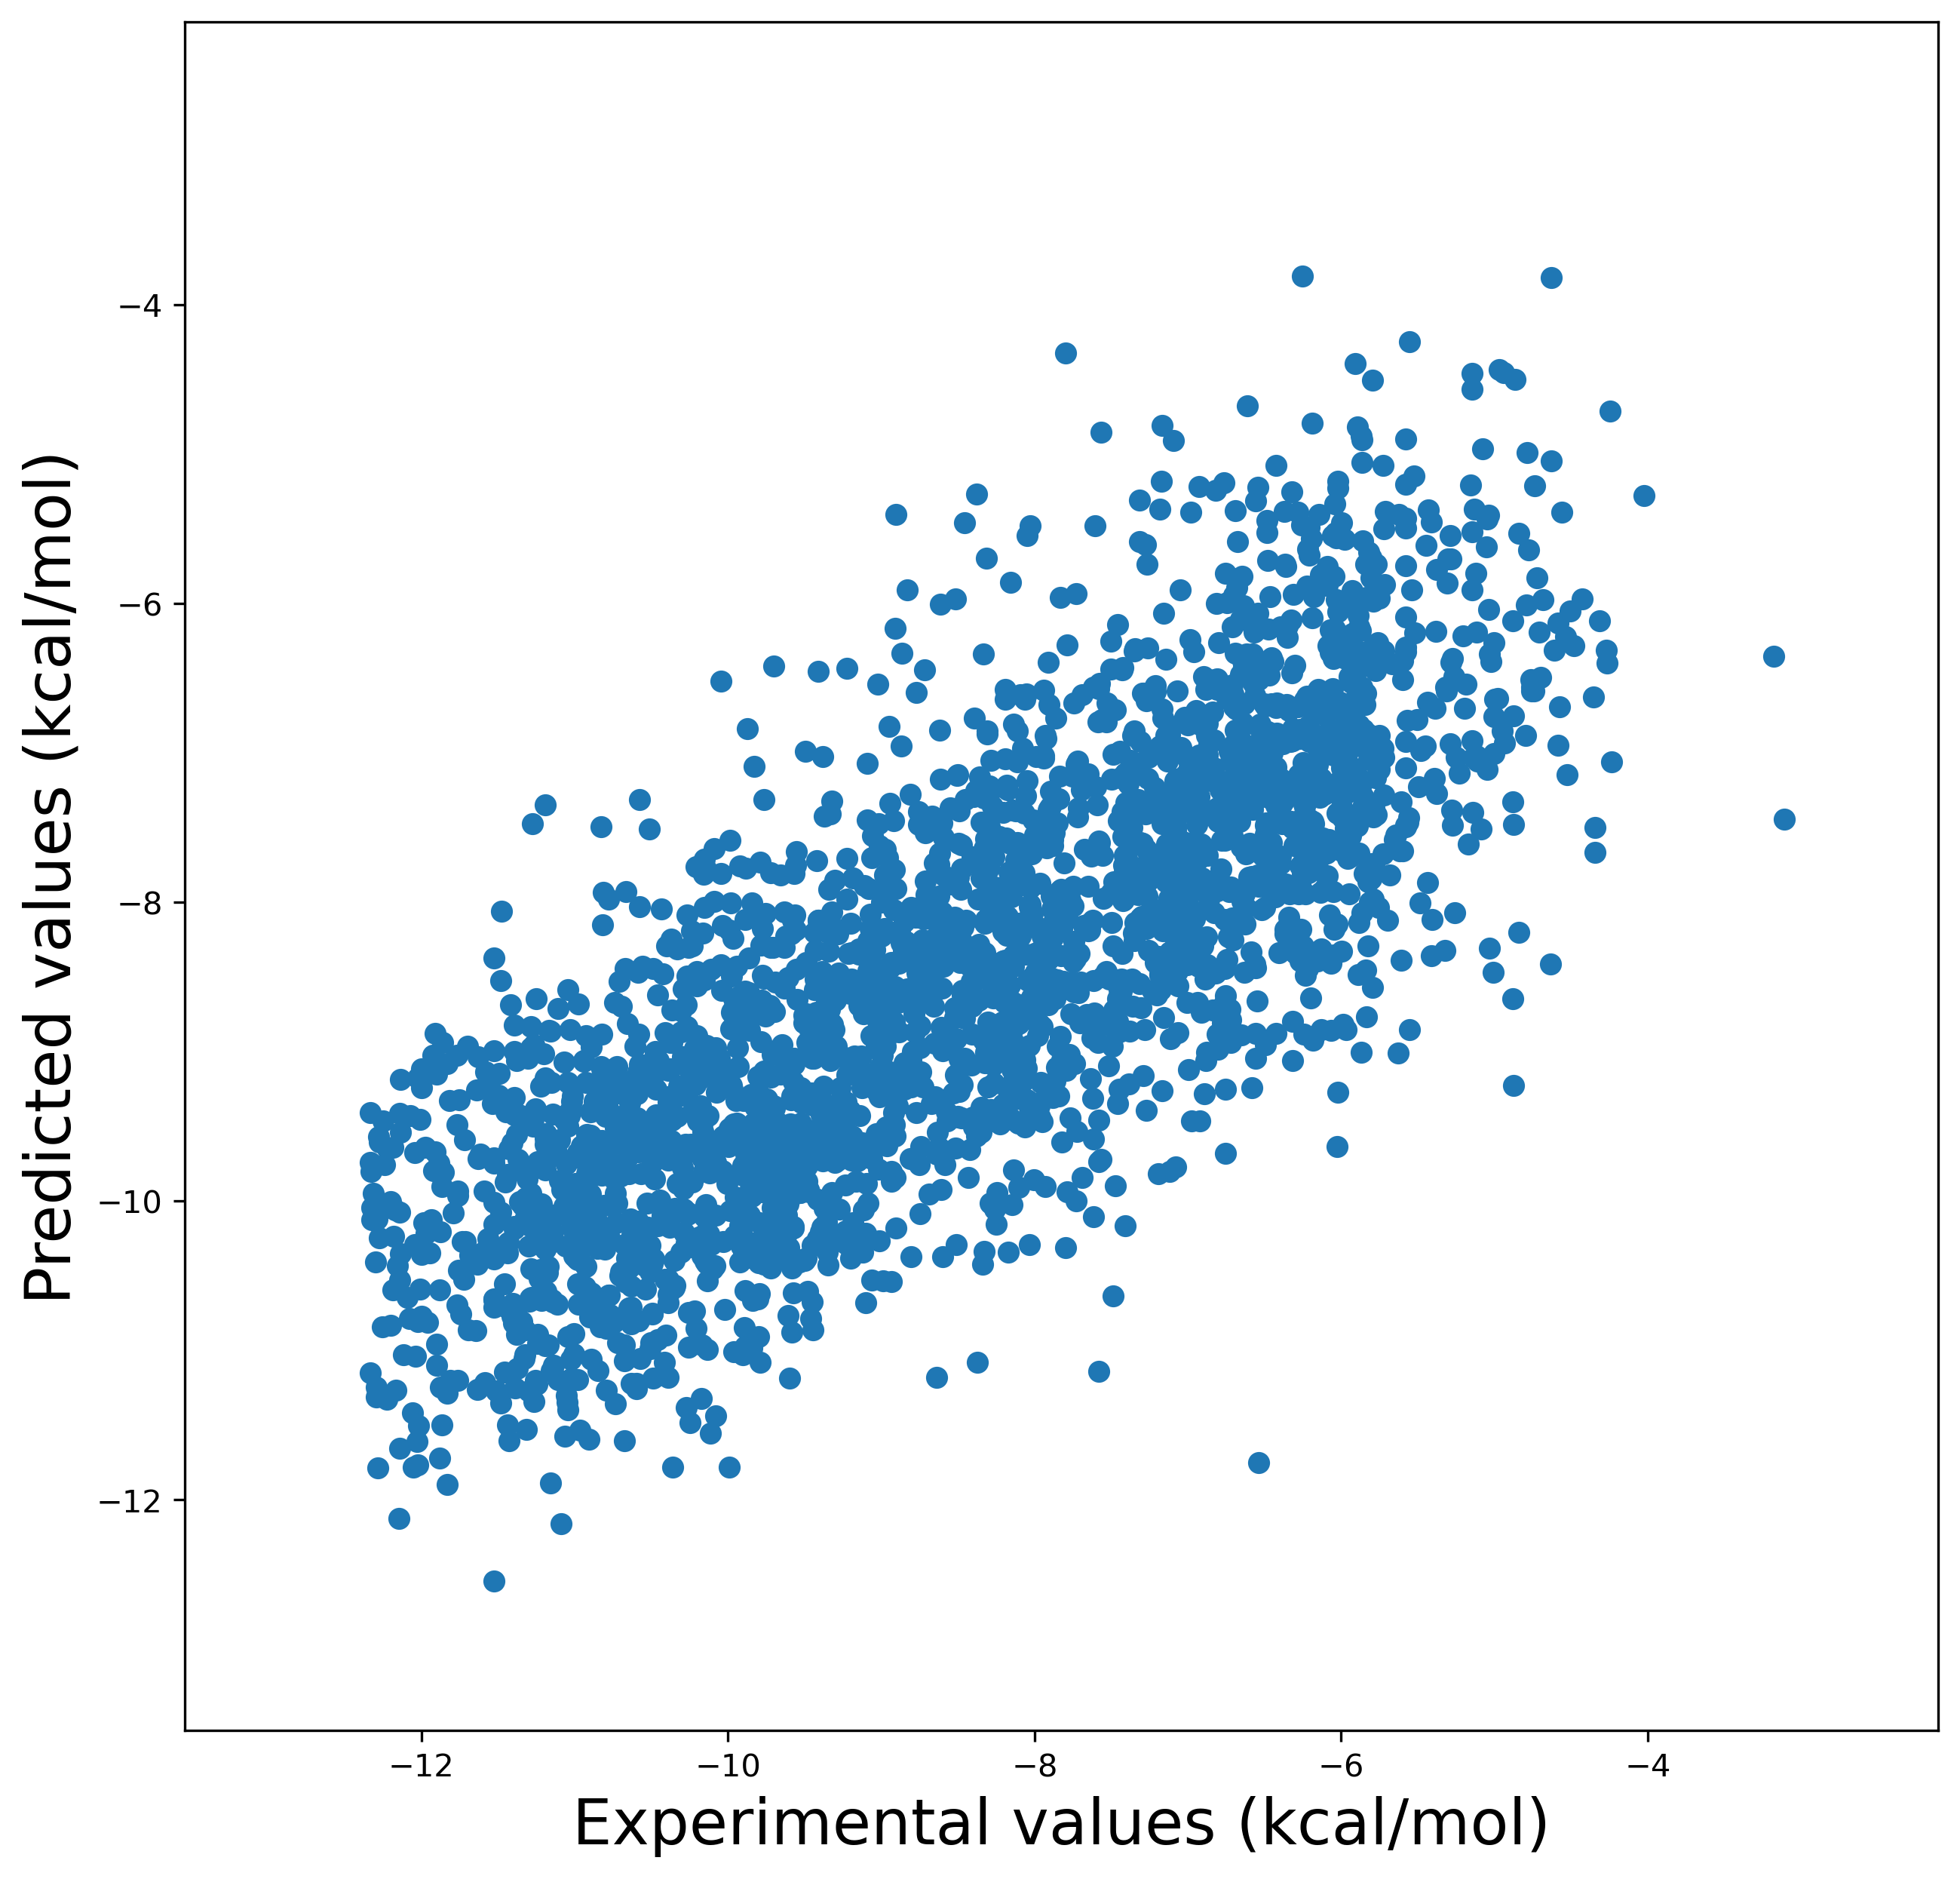 Predicted values (kcal/mol)
−4
−6
−8
−10
−12
−12 −10 −8 −6 −4
Experimental values (kcal/mol)